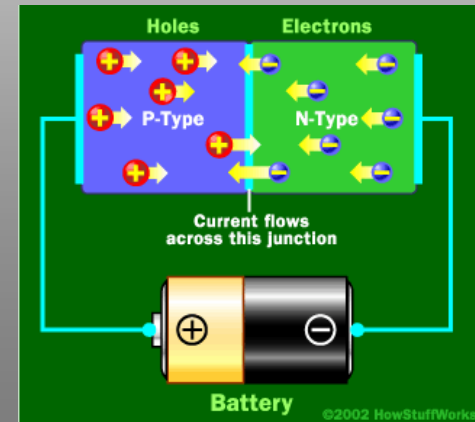 Holes Electrons
P-Type N-Type
Current flows
across this junction
Battery
©2002 HowStuffWorks